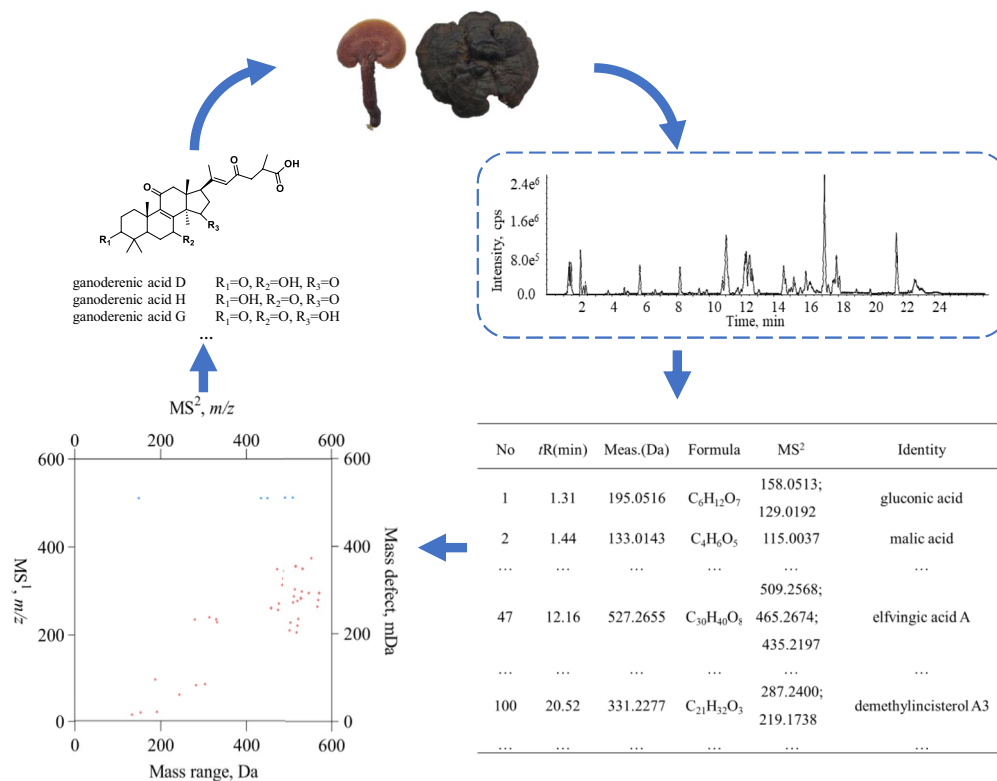 O
O
OH
O
R1
R2
R3
ganoderenic acid D R1=O, R2=OH, R3=O
ganoderenic acid H R1=OH, R2=O, R3=O
ganoderenic acid G R1=O, R2=O, R3=OH
...
Intensity, cps
2.4e6
1.6e6
8.0e5
0.0
2 4 6 8 10 12 14 16 18 20 22 24
Time, min
No tR(min) Meas.(Da) Formula MS2 Identity
1 1.31 195.0516 C6H12O7 158.0513; 129.0192 gluconic acid
2 1.44 133.0143 C4H6O5 115.0037 malic acid
... ... ... ... ... ...
47 12.16 527.2655 C30H40O8 509.2568; 465.2674; 435.2197 elfvingic acid A
... ... ... ... ... ...
100 20.52 331.2277 C21H32O3 287.2400; 219.1738 demethylincisterol A3
... ... ... ... ... ...
MS2, m/z
0 200 400 600
600 600
400 400
200 200
0 0
MS1, m/z
Mass defect, mDa
0 200 400 600
Mass range, Da